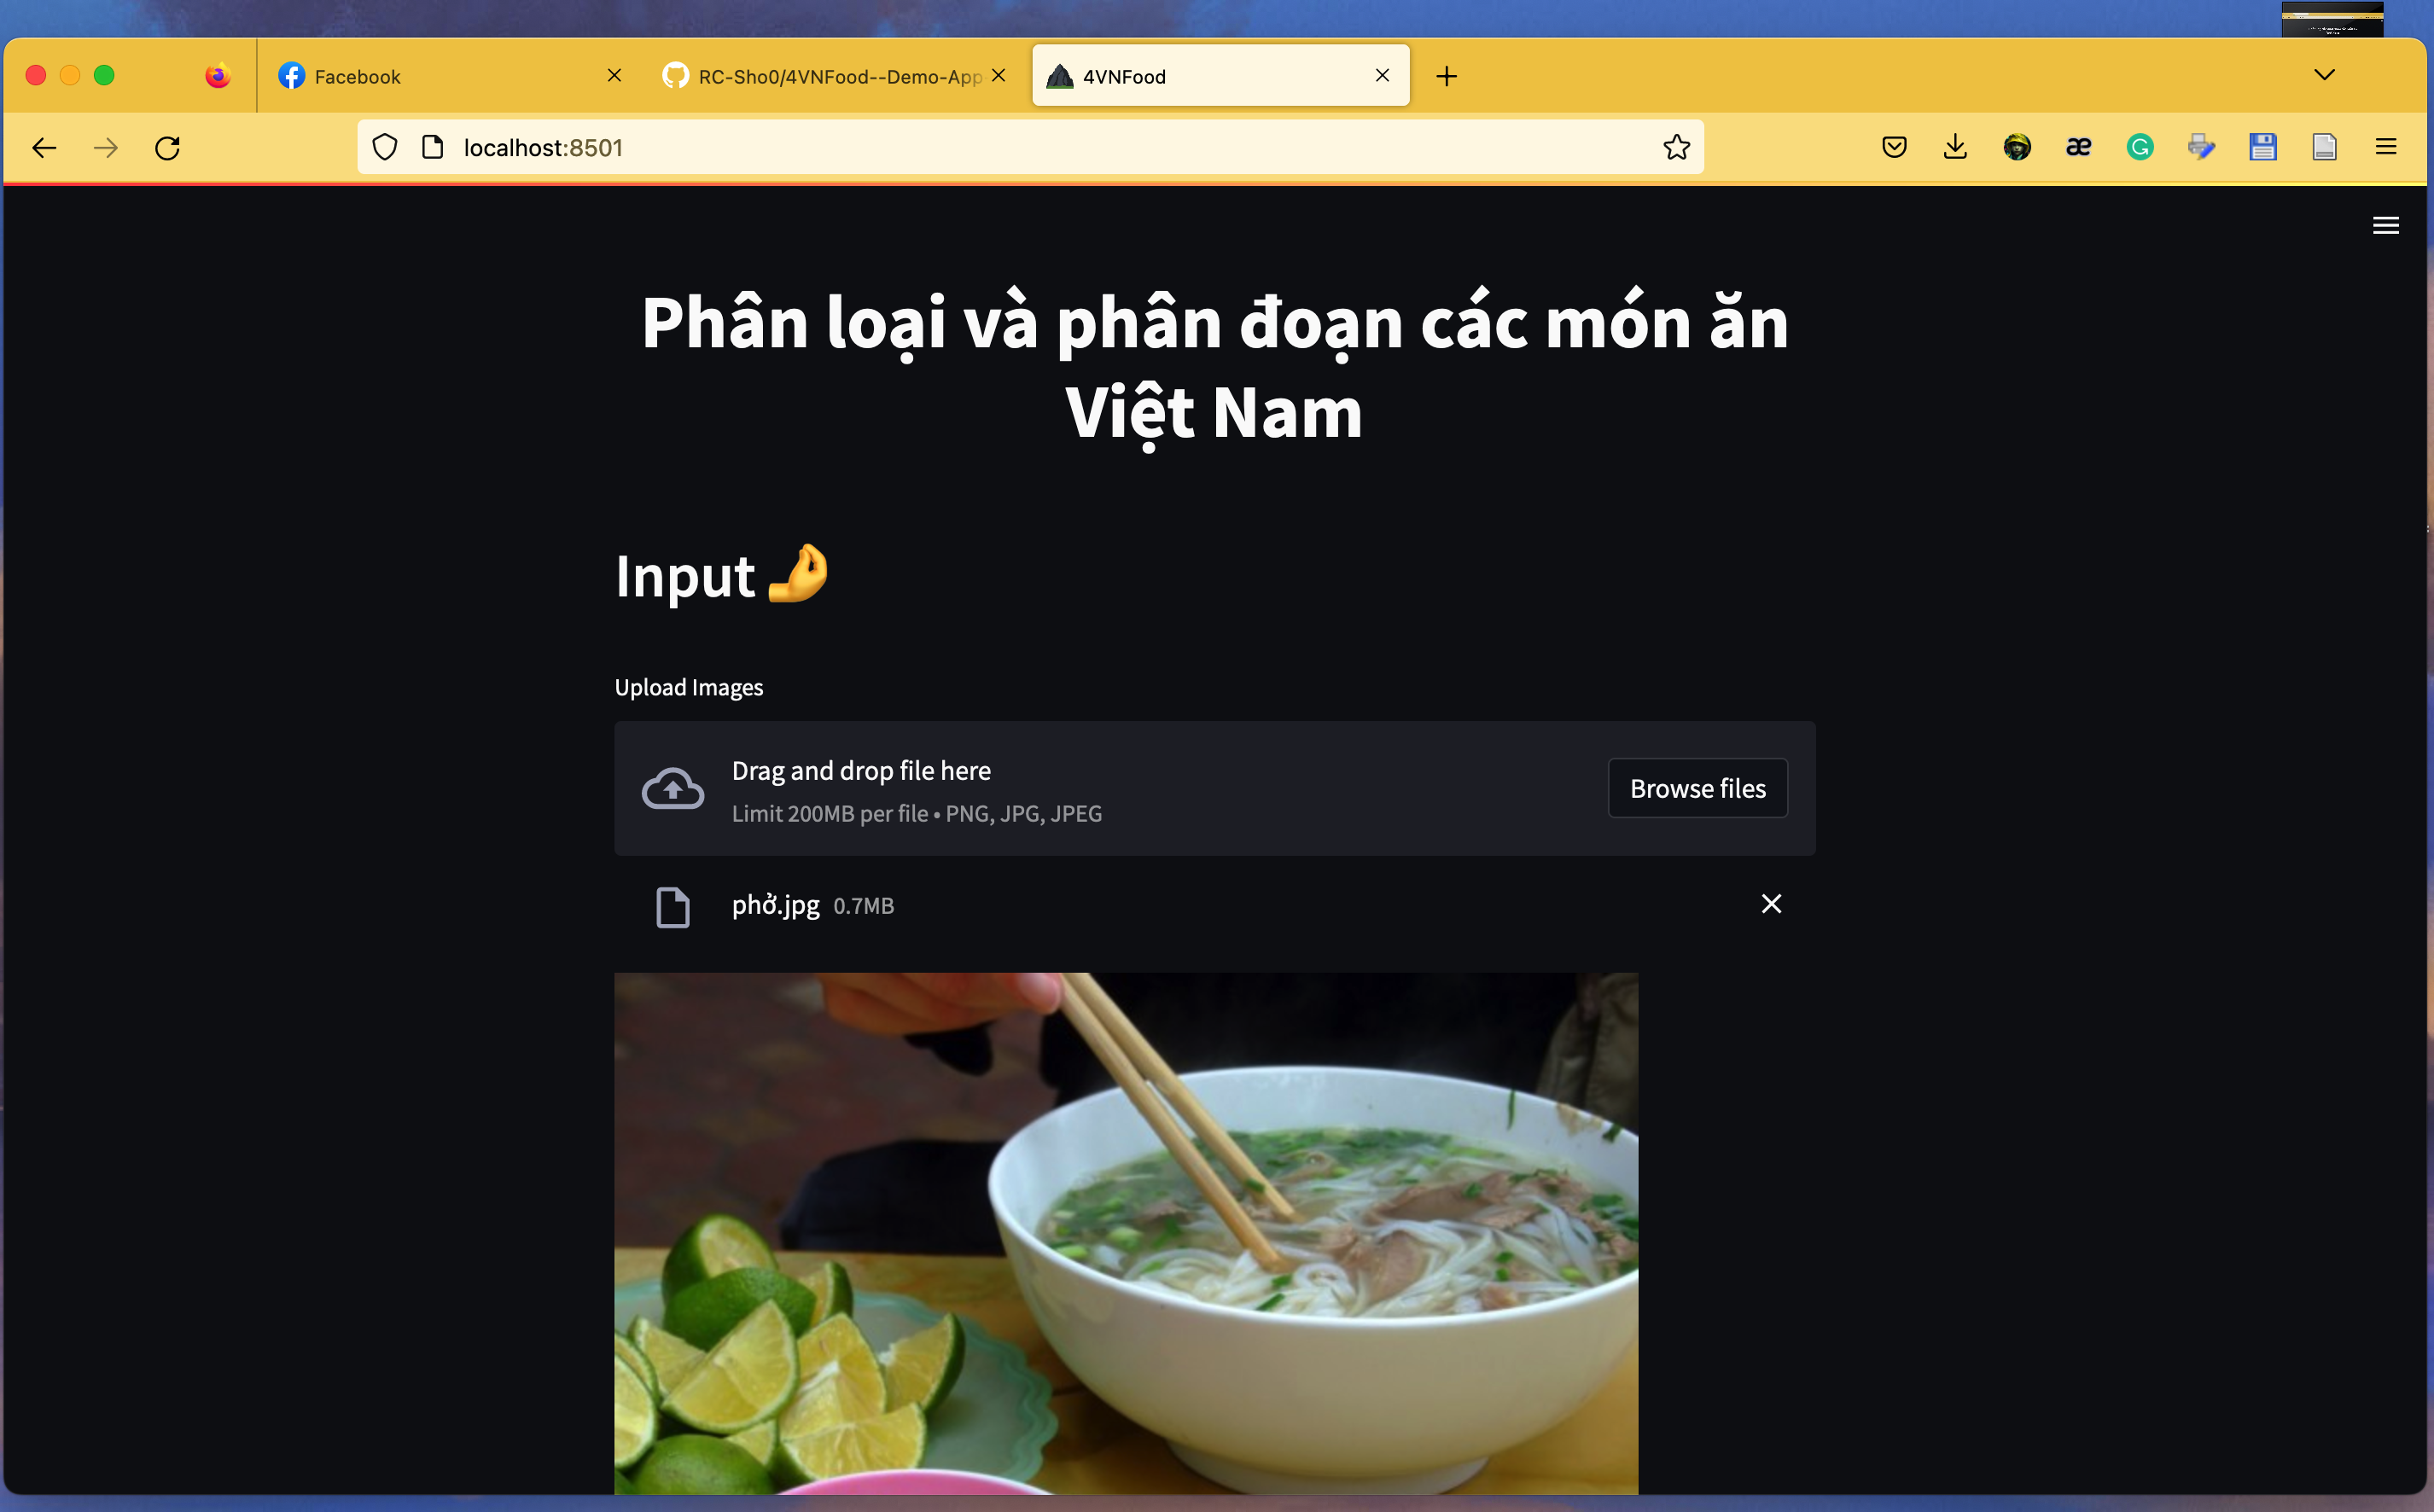 Facebook
RC-Sho0/4VNFood--Demo-App
4VNFood
localhost:8501
Phân loại và phân đoạn các món ăn
Việt Nam
Input 🤌
Upload Images
Drag and drop file here
Limit 200MB per file • PNG, JPG, JPEG
Browse files
phở.jpg 0.7MB